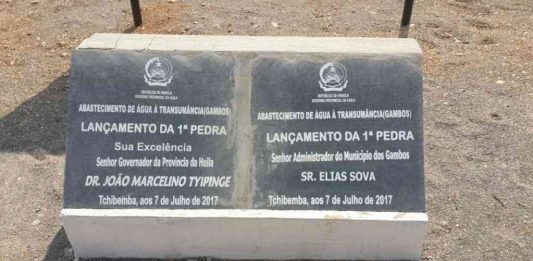 REPÚBLICA DE ANGOLA
GOVERNO PROVINCIAL DA HUÍLA
ABASTECIMENTO DE ÁGUA À TRANSUMÂNCIA(GAMBOS)
LANÇAMENTO DA 1ª PEDRA
Sua Excelência
Senhor Governador da Provincia da Huíla
DR. JOÃO MARCELINO TYIPINGE
Tchibemba, aos 7 de Julho de 2017
REPÚBLICA DE ANGOLA
GOVERNO PROVINCIAL DA HUÍLA
ABASTECIMENTO DE ÁGUA À TRANSUMÂNCIA(GAMBOS)
LANÇAMENTO DA 1ª PEDRA
Senhor Administrador do Município dos Gambos
SR. ELIAS SOVA
Tchibemba, aos 7 de Julho de 2017